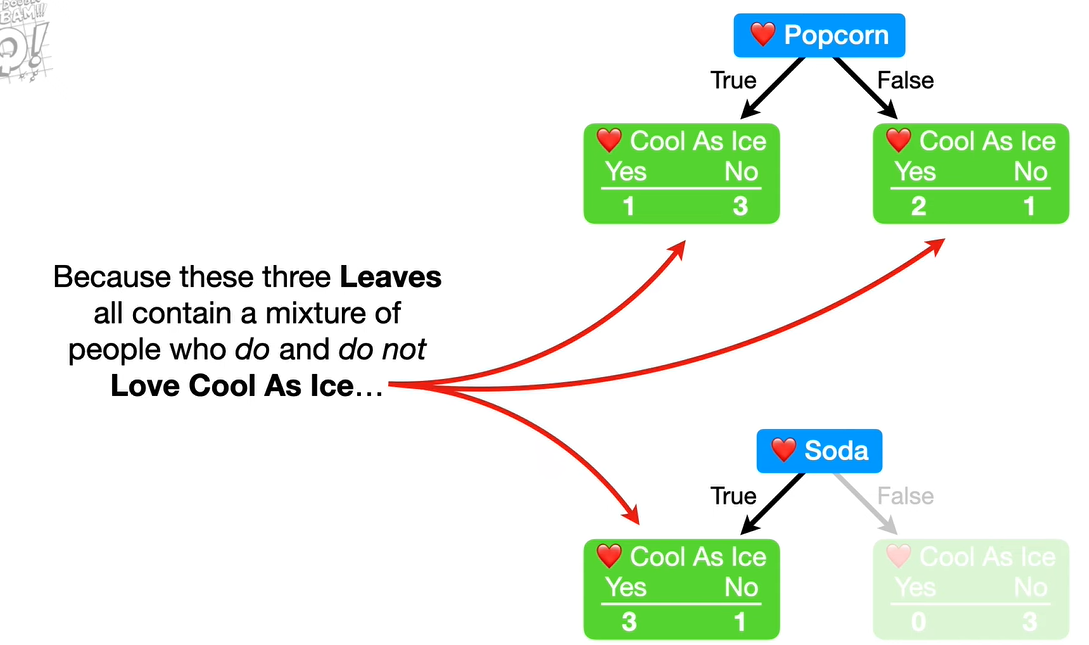 BAM!!!
❤️ Popcorn
True False
❤️ Cool As Ice
Yes No
1 3
❤️ Cool As Ice
Yes No
2 1
Because these three Leaves
all contain a mixture of
people who do and do not
Love Cool As Ice…
❤️ Soda
True False
❤️ Cool As Ice
Yes No
3 1
❤️ Cool As Ice
Yes No
0 3